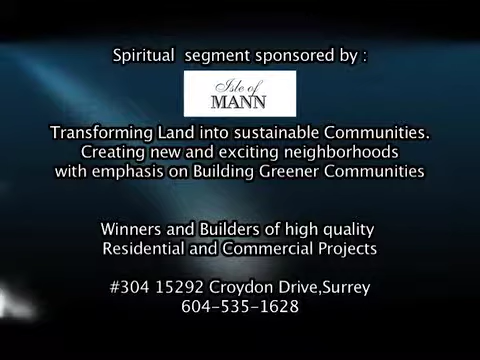 Spiritual segment sponsored by :
Isle of
MANN
Transforming Land into sustainable Communities.
Creating new and exciting neighborhoods
with emphasis on Building Greener Communities
Winners and Builders of high quality
Residential and Commercial Projects
#304 15292 Croydon Drive,Surrey
604-535-1628